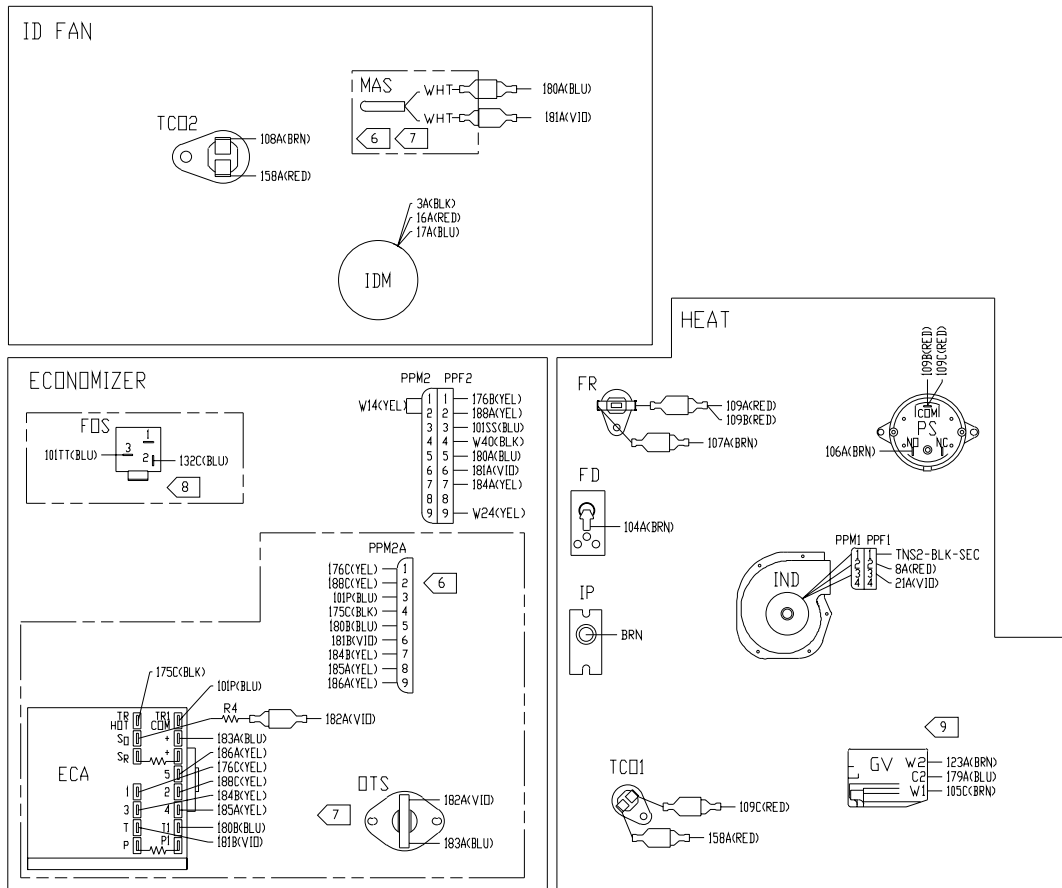 ID FAN
MAS
WHT
180A(BLU)
WHT
181A(VIO)
6
7
TCO2
108A(BRN)
158A(RED)
3A(BLK)
16A(RED)
17A(BLU)
IDM
ECONOMIZER
FOS
1
3
2
101TT(BLU)
132C(BLU)
8
PPM2 PPF2
W14(YEL)
1 1 176B(YEL)
2 2 188A(YEL)
3 3 101SS(BLU)
4 4 W40(BLK)
5 5 180A(BLU)
6 6 181A(VIO)
7 7 184A(YEL)
8 8
9 9 W24(YEL)
PPM2A
176C(YEL) 1
188C(YEL) 2
101P(BLU) 3
175C(BLK) 4
180B(BLU) 5
181B(VIO) 6
184B(YEL) 7
185A(YEL) 8
186A(YEL) 9
6
175C(BLK)
101P(BLU)
R4
182A(VIO)
TR HOT
TR1 COM
SO +
SR +
5
1 2
3 4
T T1
P P1
ECA
183A(BLU)
186A(YEL)
176C(YEL)
188C(YEL)
184B(YEL)
185A(YEL)
180B(BLU)
181B(VIO)
OTS
7
182A(VIO)
183A(BLU)
HEAT
FR
109A(RED)
109B(RED)
107A(BRN)
109B(RED)
109C(RED)
COM
PS
NO NC
106A(BRN)
FD
104A(BRN)
IP
BRN
IND
PPM1 PPF1
1 1 TNS2-BLK-SEC
2 2 8A(RED)
3 3 21A(VIO)
4 4
9
GV
W2 123A(BRN)
C2 179A(BLU)
W1 105C(BRN)
TCO1
109C(RED)
158A(RED)